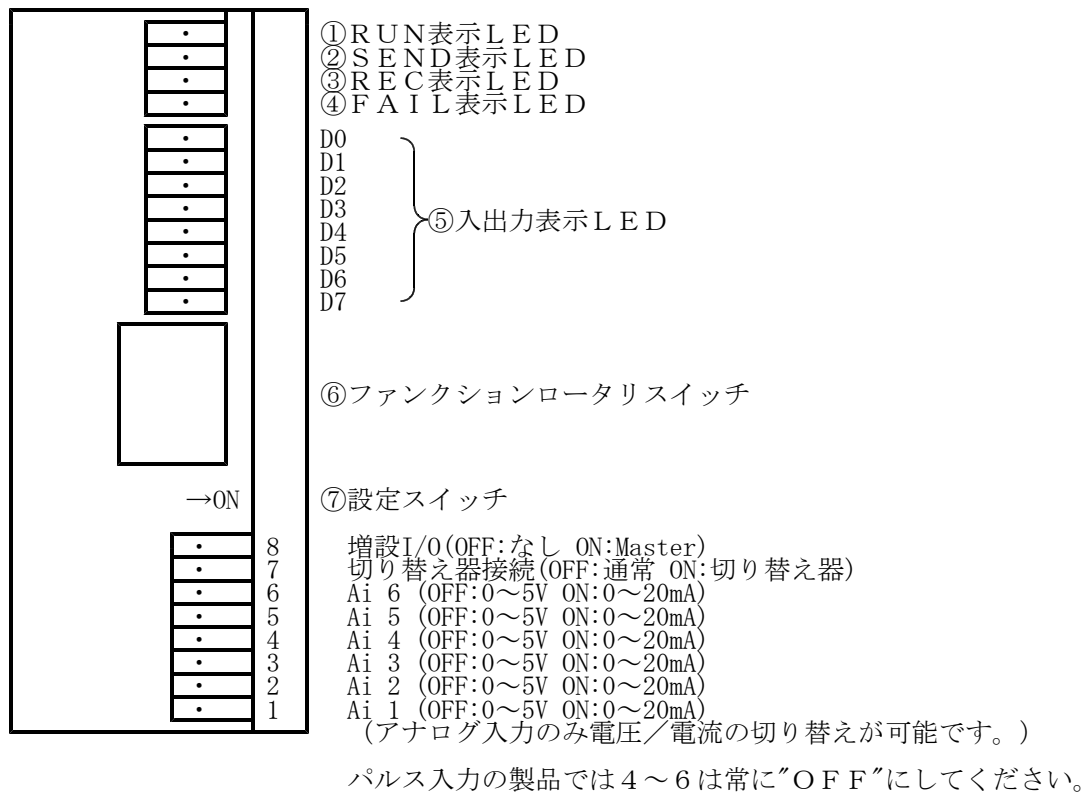 ①ＲＵＮ表示ＬＥＤ
②ＳＥＮＤ表示ＬＥＤ
③ＲＥＣ表示ＬＥＤ
④ＦＡＩＬ表示ＬＥＤ
D0
D1
D2
D3
D4
D5
D6
D7
⑤入出力表示ＬＥＤ
⑥ファンクションロータリスイッチ
→ON ⑦設定スイッチ
8 増設I/O(OFF:なし ON:Master)
7 切り替え器接続(OFF:通常 ON:切り替え器)
6 Ai 6 (OFF:0～5V ON:0～20mA)
5 Ai 5 (OFF:0～5V ON:0～20mA)
4 Ai 4 (OFF:0～5V ON:0～20mA)
3 Ai 3 (OFF:0～5V ON:0～20mA)
2 Ai 2 (OFF:0～5V ON:0～20mA)
1 Ai 1 (OFF:0～5V ON:0～20mA)
(アナログ入力のみ電圧／電流の切り替えが可能です。)
パルス入力の製品では４～６は常に"ＯＦＦ"にしてください。